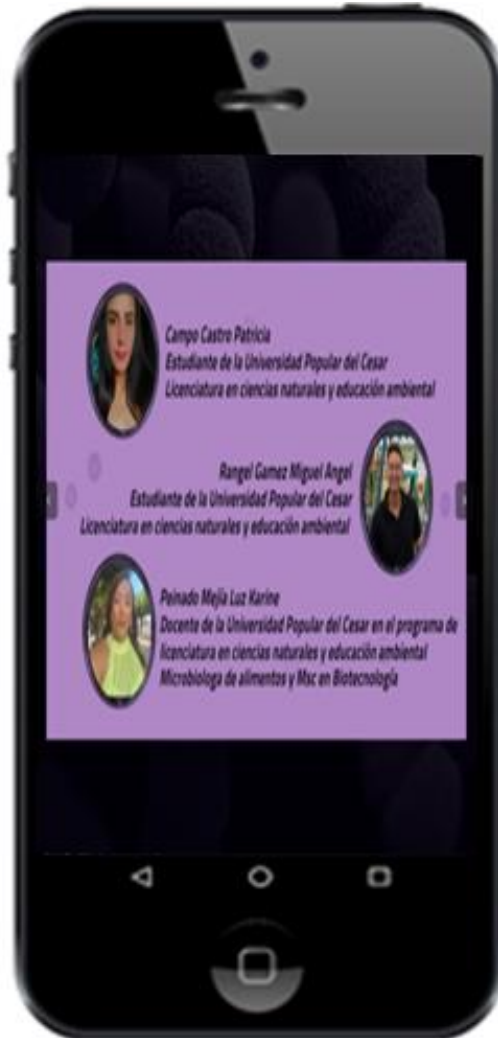 Campo Castro Patricia
Estudiante de la Universidad Popular del Cesar
Licenciatura en ciencias naturales y educación ambiental
Rangel Gamez Miguel Angel
Estudiante de la Universidad Popular del Cesar
Licenciatura en ciencias naturales y educación ambiental
Peinado Mejía Luz Karine
Docente de la Universidad Popular del Cesar en el programa de
licenciatura en ciencias naturales y educación ambiental
Microbiologa de alimentos y Msc en Biotecnología